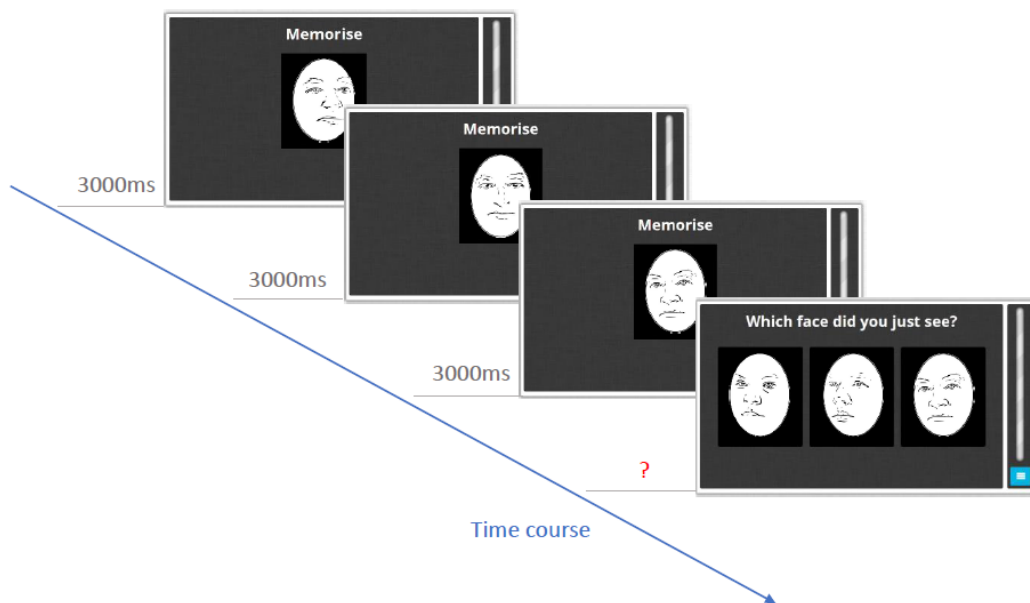 Memorise
3000ms
Memorise
3000ms
Memorise
3000ms
Which face did you just see?
?
Time course